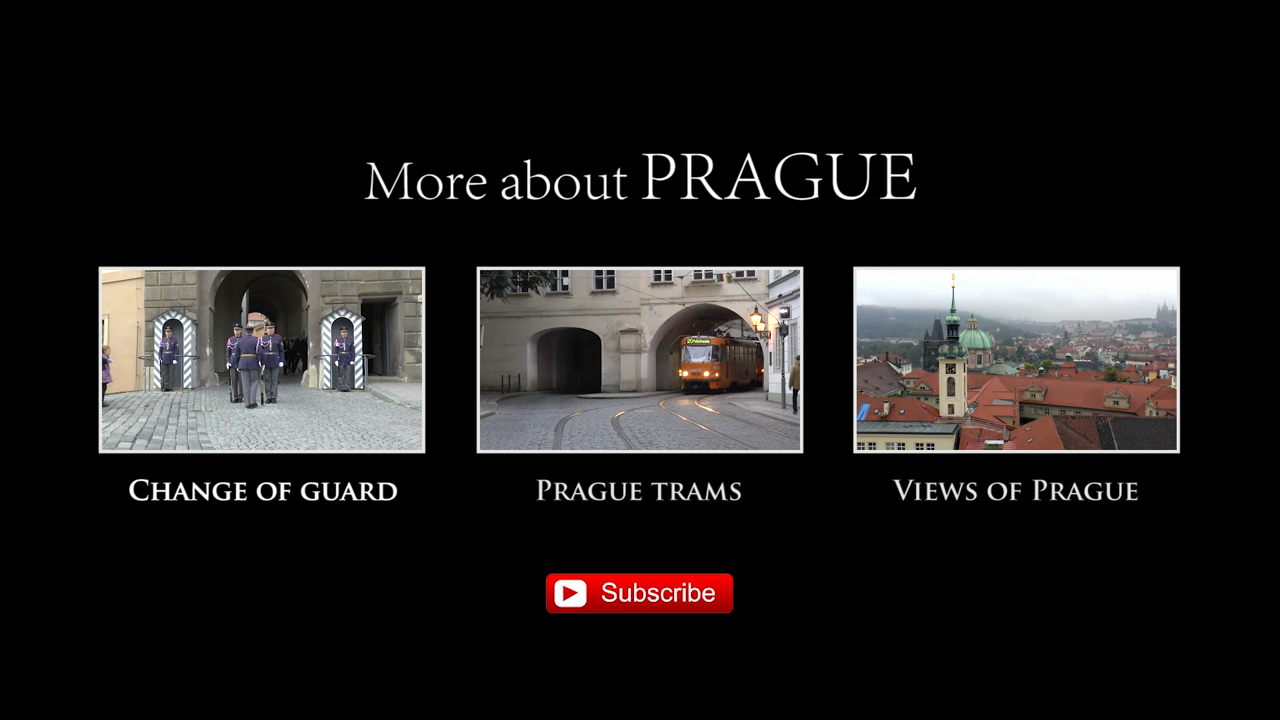 More about PRAGUE
CHANGE OF GUARD
PRAGUE TRAMS
VIEWS OF PRAGUE
Subscribe